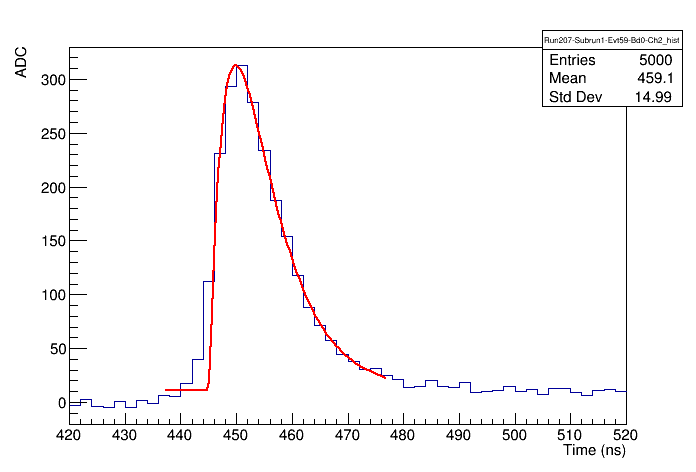 Run207-Subrun1-Evt59-Bd0-Ch2_hist
Entries 5000
Mean 459.1
Std Dev 14.99
ADC
300
250
200
150
100
50
0
420 430 440 450 460 470 480 490 500 510 520
Time (ns)